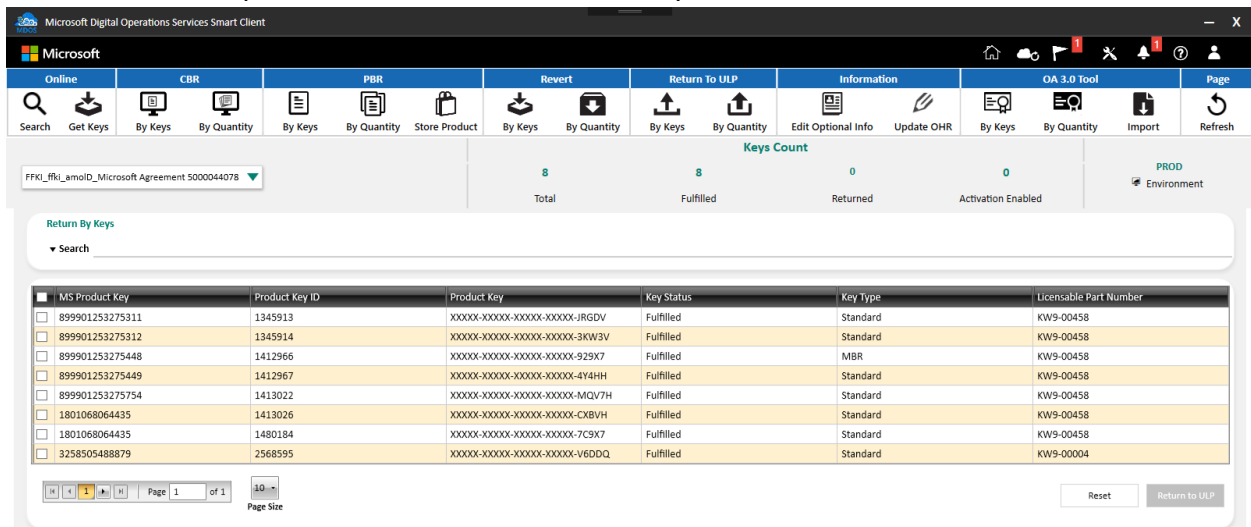 MDOS Microsoft Digital Operations Services Smart Client
Microsoft
1 1
Online CBR PBR Revert Return To ULP Information OA 3.0 Tool Page
Search Get Keys By Keys By Quantity By Keys By Quantity Store Product By Keys By Quantity By Keys By Quantity Edit Optional Info Update OHR By Keys By Quantity Import Refresh
Keys Count
FFKI_ffki_amolD_Microsoft Agreement 5000044078
8 8 0 0
Total Fulfilled Returned Activation Enabled
PROD
Environment
Return By Keys
Search
MS Product Key Product Key ID Product Key Key Status Key Type Licensable Part Number
899901253275311 1345913 XXXXX-XXXXX-XXXXX-XXXXX-JRGDV Fulfilled Standard KW9-00458
899901253275312 1345914 XXXXX-XXXXX-XXXXX-XXXXX-3KW3V Fulfilled Standard KW9-00458
899901253275448 1412966 XXXXX-XXXXX-XXXXX-XXXXX-929X7 Fulfilled MBR KW9-00458
899901253275449 1412967 XXXXX-XXXXX-XXXXX-XXXXX-4Y4HH Fulfilled Standard KW9-00458
899901253275754 1413022 XXXXX-XXXXX-XXXXX-XXXXX-MQV7H Fulfilled Standard KW9-00458
1801068064435 1413026 XXXXX-XXXXX-XXXXX-XXXXX-CXBVH Fulfilled Standard KW9-00458
1801068064435 1480184 XXXXX-XXXXX-XXXXX-XXXXX-7C9X7 Fulfilled Standard KW9-00458
3258505488879 2568595 XXXXX-XXXXX-XXXXX-XXXXX-V6DDQ Fulfilled Standard KW9-00004
1 Page 1 of 1 10
Page Size
Reset Return to ULP